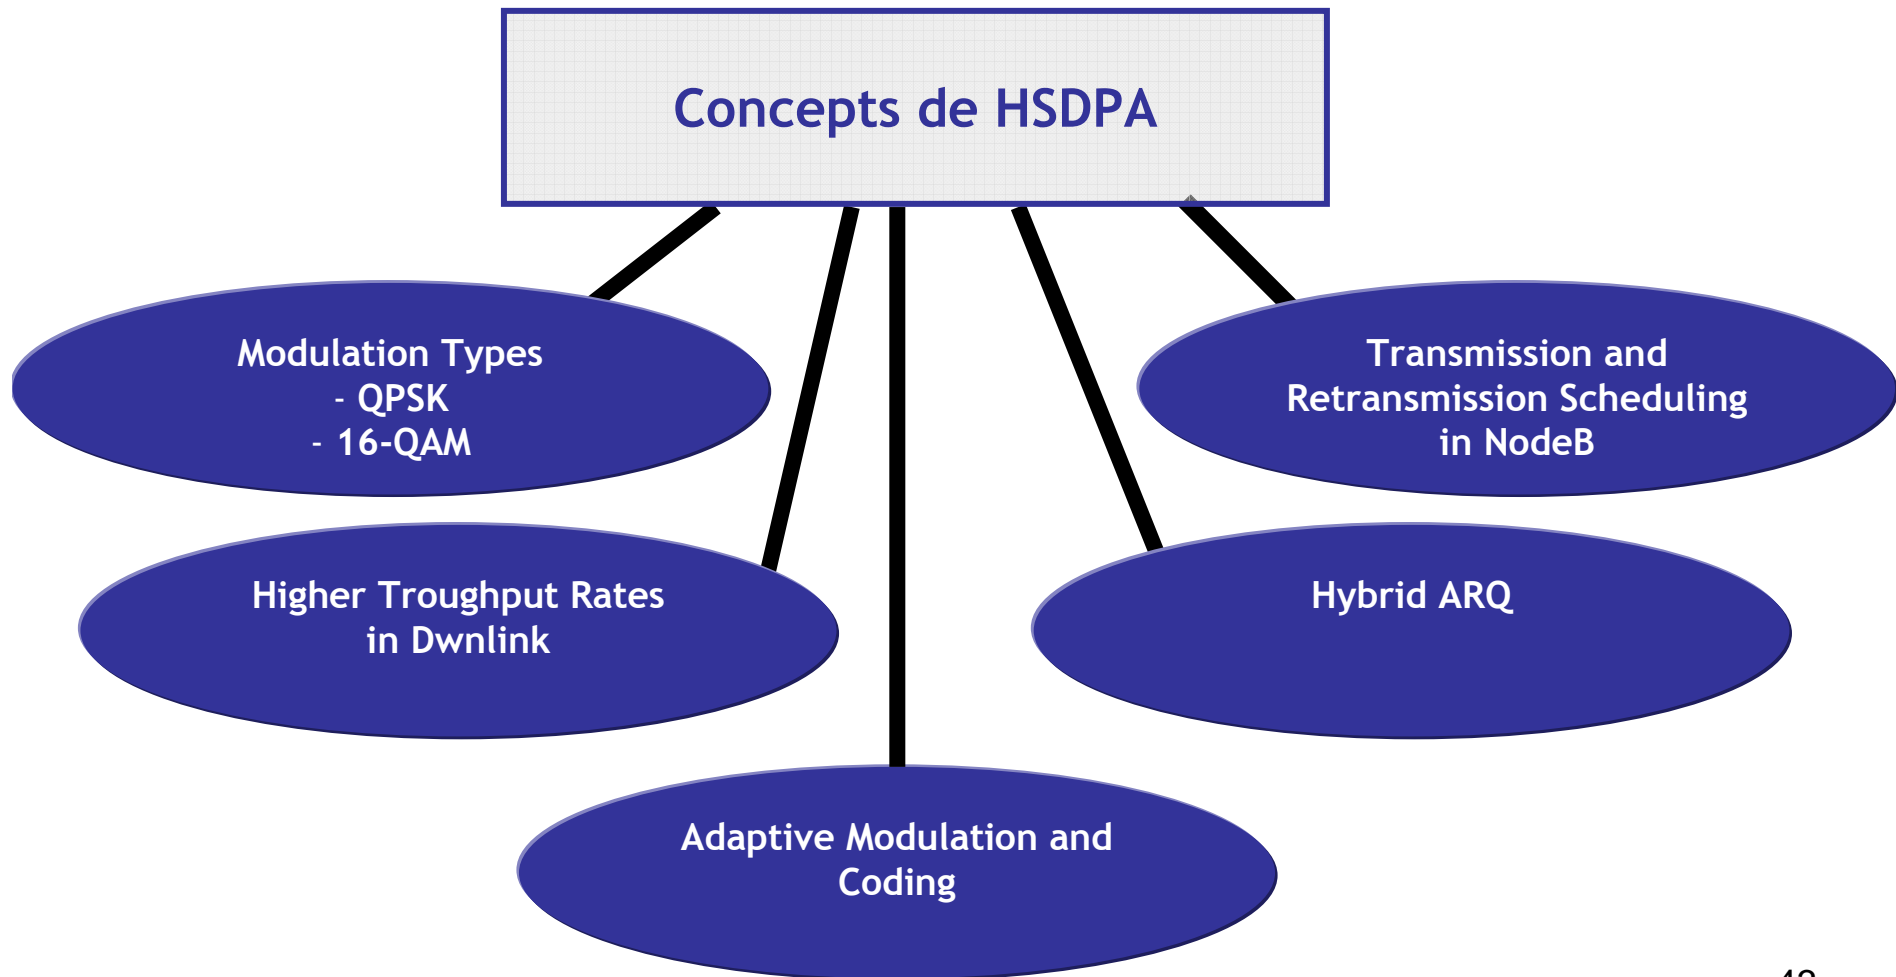 Concepts de HSDPA
Modulation Types
- QPSK
- 16-QAM
Transmission and
Retransmission Scheduling
in NodeB
Higher Troughput Rates
in Dwnlink
Hybrid ARQ
Adaptive Modulation and
Coding